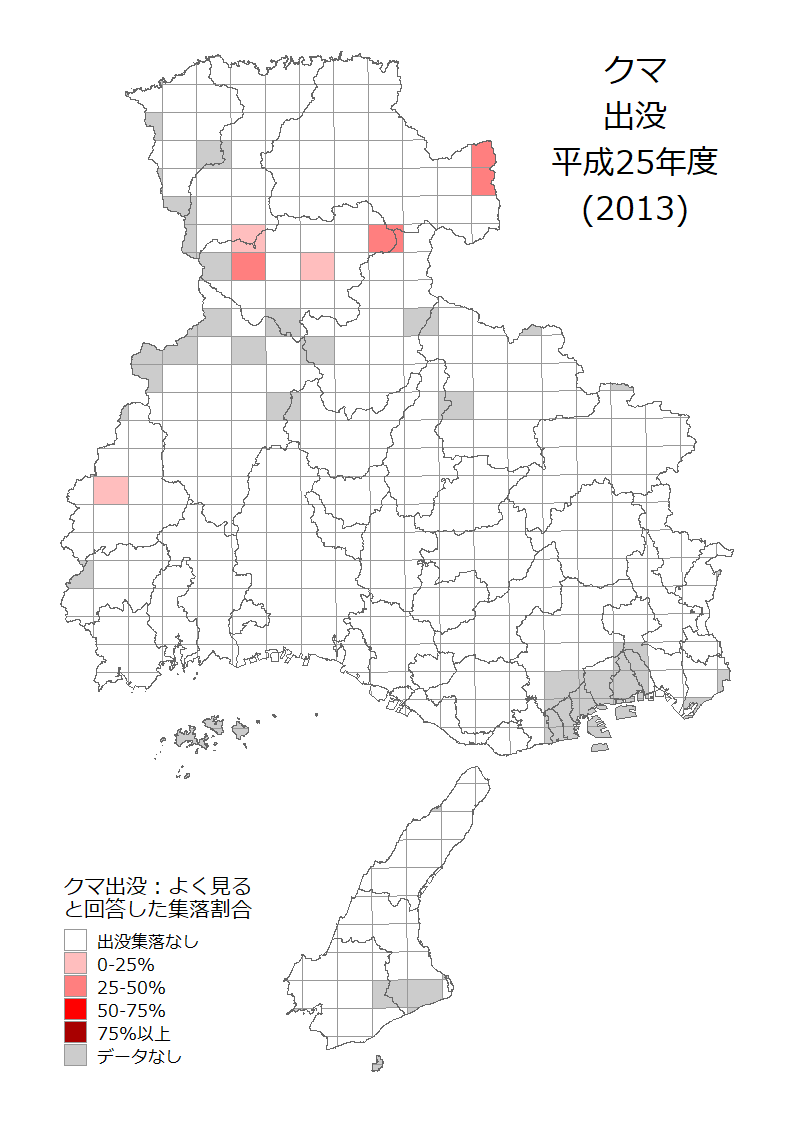 クマ
出没
平成25年度
(2013)
クマ出没：よく見る
と回答した集落割合
出没集落なし
0-25%
25-50%
50-75%
75%以上
データなし